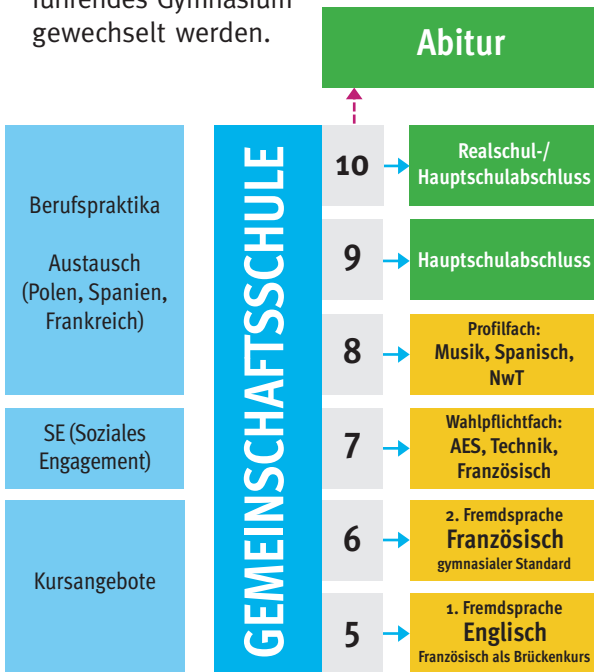 führendes Gymnasium
gewechselt werden.
Abitur
Berufspraktika
Austausch
(Polen, Spanien,
Frankreich)
SE (Soziales
Engagement)
Kursangebote
GEMEINSCHAFTSSCHULE
10
Realschul-/
Hauptschulabschluss
9
Hauptschulabschluss
8
Profilfach:
Musik, Spanisch,
NwT
7
Wahlpflichtfach:
AES, Technik,
Französisch
6
2. Fremdsprache
Französisch
gymnasialer Standard
5
1. Fremdsprache
Englisch
Französisch als Brückenkurs